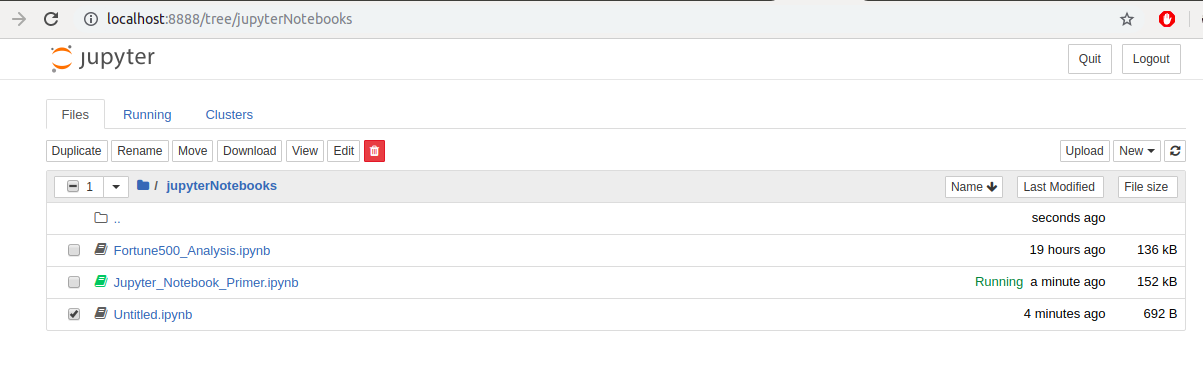 localhost:8888/tree/jupyterNotebooks
jupyter Quit Logout
Files Running Clusters
Duplicate Rename Move Download View Edit Upload New
1 / jupyterNotebooks Name Last Modified File size
.. seconds ago
Fortune500_Analysis.ipynb 19 hours ago 136 kB
Jupyter_Notebook_Primer.ipynb Running a minute ago 152 kB
Untitled.ipynb 4 minutes ago 692 B